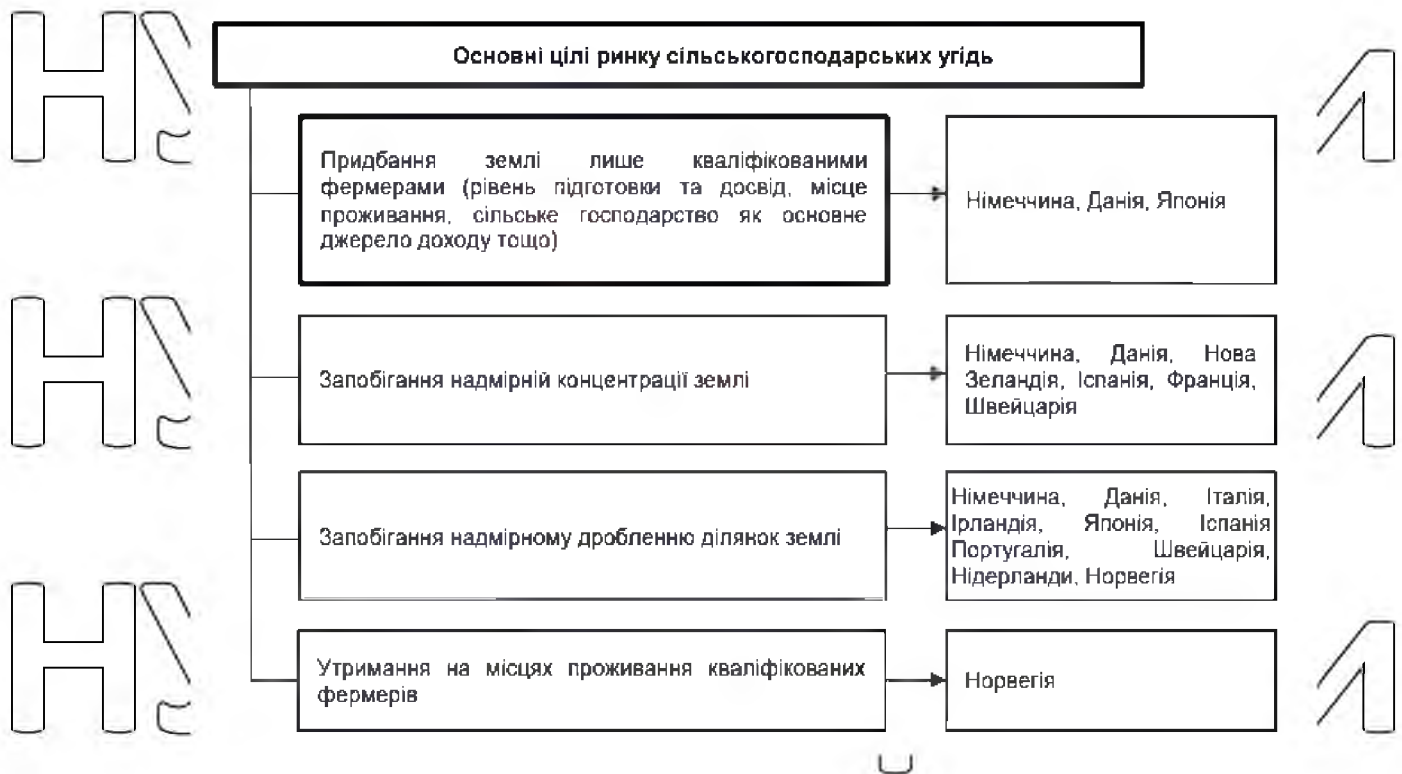 Основні цілі ринку сільськогосподарських угідь
Придбання землі лише кваліфікованими
фермерами (рівень підготовки та досвід, місце
проживання, сільське господарство як основне
джерело доходу тощо)
Німеччина, Данія, Японія
Запобігання надмірній концентрації землі
Німеччина, Данія, Нова
Зеландія, Іспанія, Франція,
Швейцарія
Запобігання надмірному дробленню ділянок землі
Німеччина, Данія, Італія,
Ірландія, Японія, Іспанія
Португалія, Швейцарія,
Нідерланди, Норвегія
Утримання на місцях проживання кваліфікованих
фермерів
Норвегія